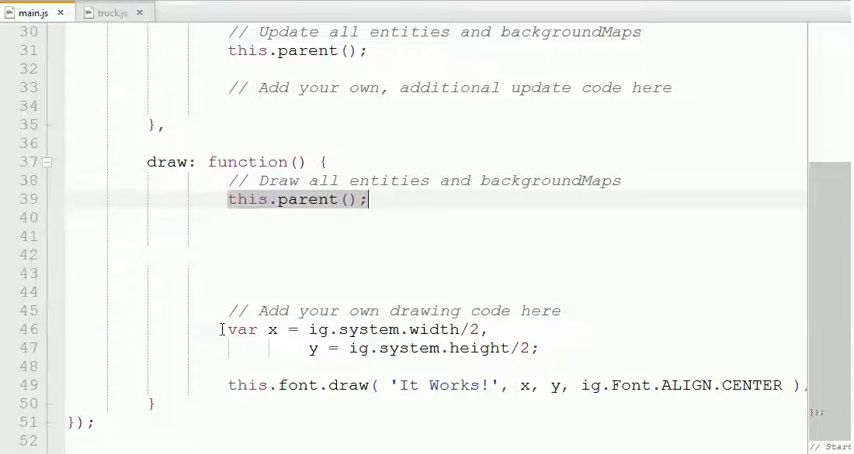 main.js × truck.js ×
30 // Update all entities and backgroundMaps
31 this.parent();
32
33 // Add your own, additional update code here
34
35 },
36
37 draw: function() {
38 // Draw all entities and backgroundMaps
39 this.parent();
40
41
42
43
44
45 // Add your own drawing code here
46 var x = ig.system.width/2,
47 y = ig.system.height/2;
48
49 this.font.draw( 'It Works!', x, y, ig.Font.ALIGN.CENTER )
50 }
51 });
52
});
// Start